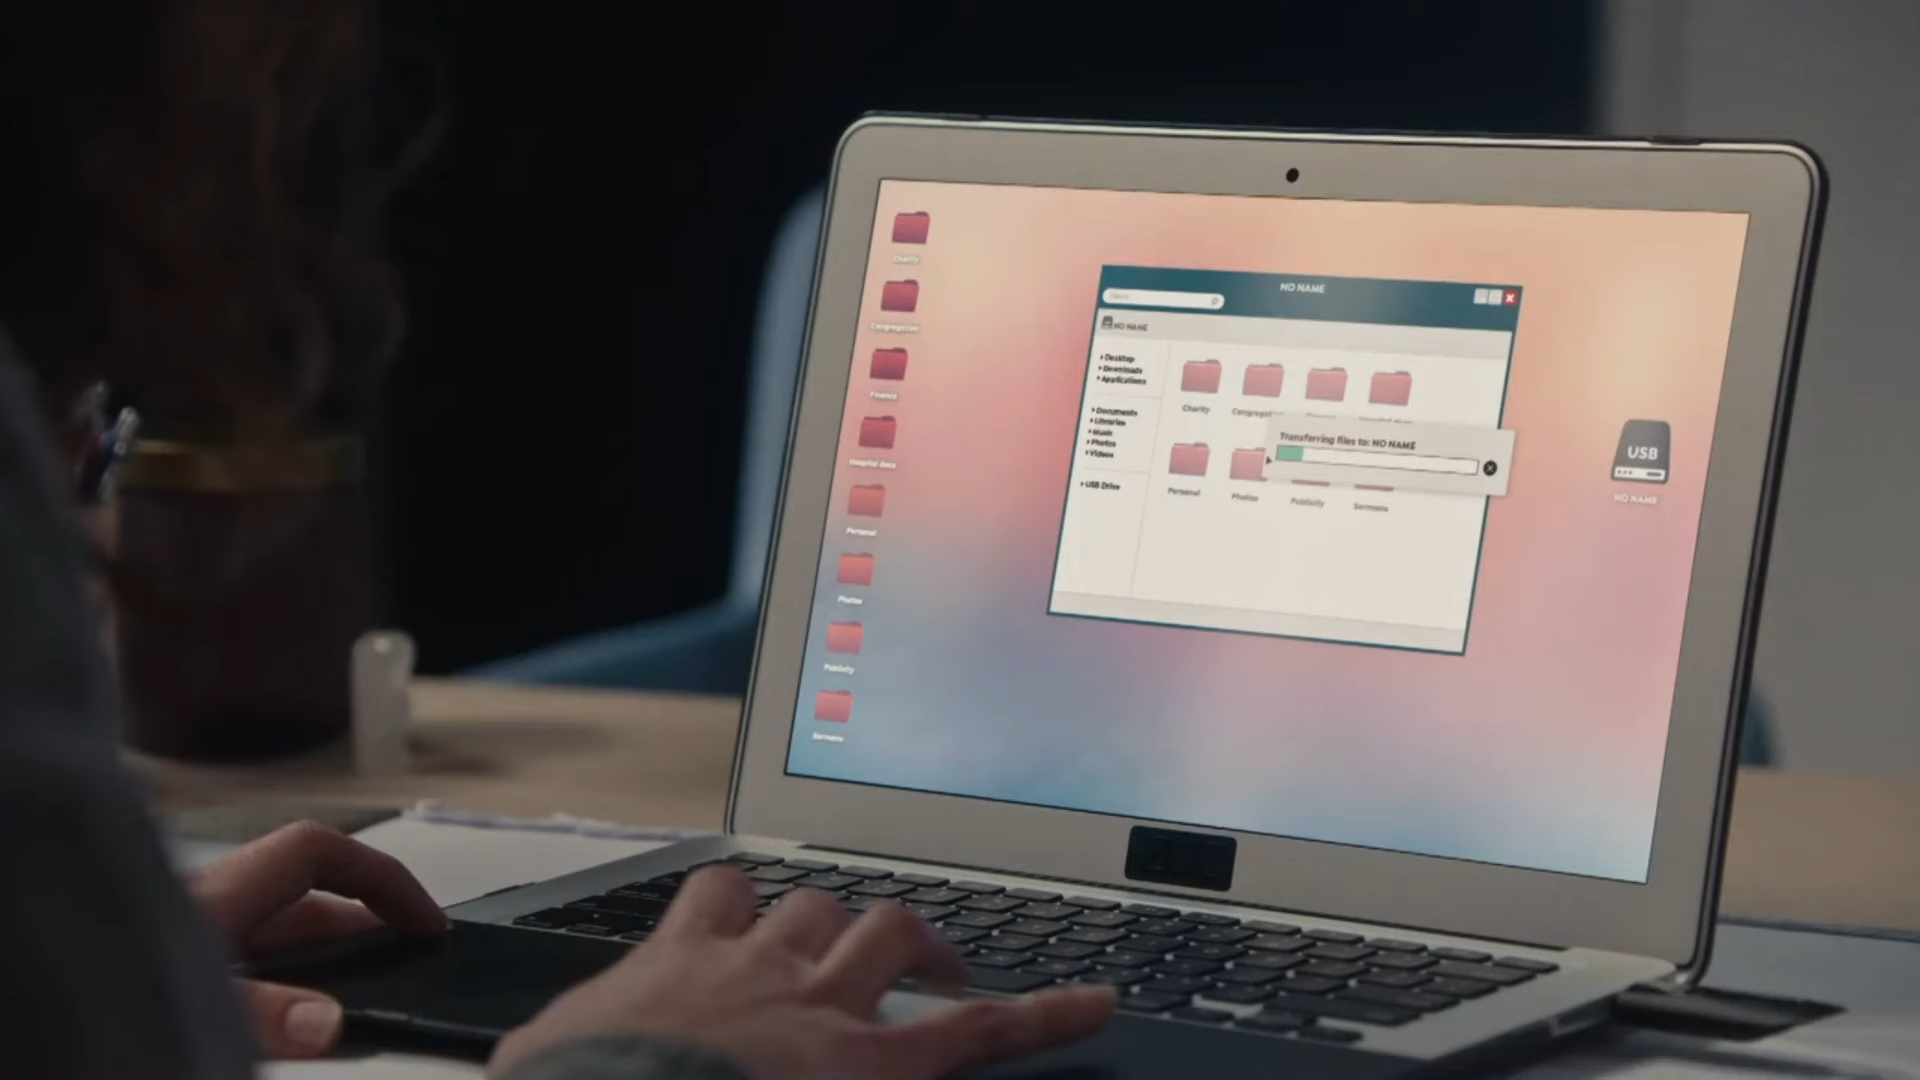 Charity
Congregation
Finance
Hospital docs
Personal
Photos
Publicity
Sermons
NO NAME
Search
NO NAME
Desktop
Downloads
Applications
Documents
Libraries
Music
Photos
Videos
USB Drive
Charity
Personal
Photos
Publicity
Sermons
Transferring files to: NO NAME
USB
NO NAME